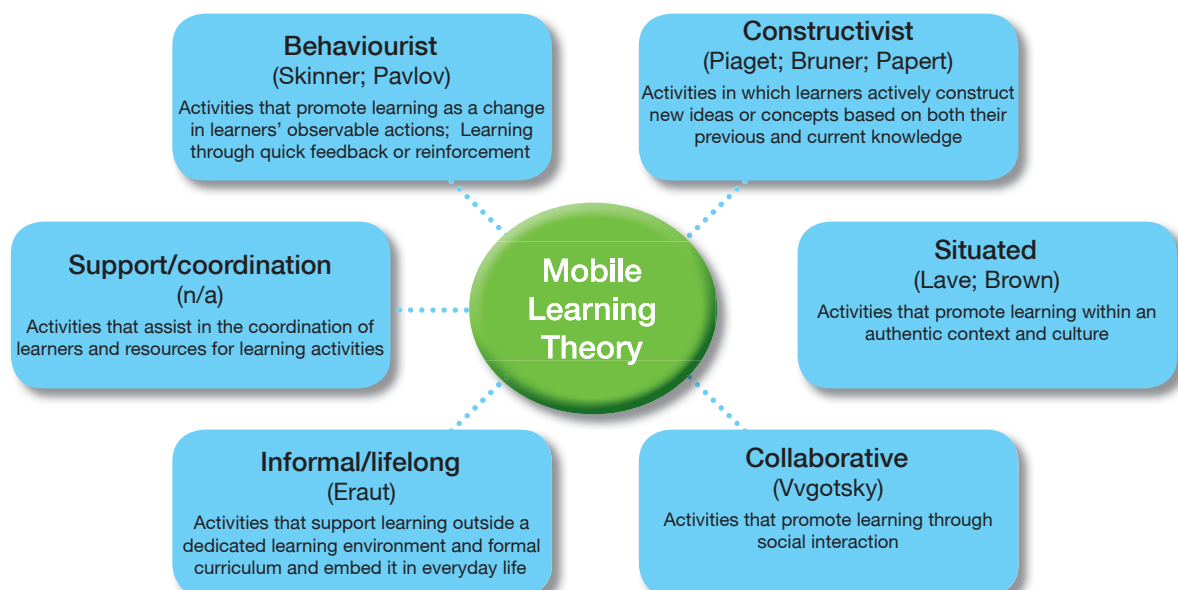 Behaviourist
(Skinner; Pavlov)
Activities that promote learning as a change
in learners' observable actions;  Learning
through quick feedback or reinforcement
Constructivist
(Piaget; Bruner; Papert)
Activities in which learners actively construct
new ideas or concepts based on both their
previous and current knowledge
Support/coordination
(n/a)
Activities that assist in the coordination of
learners and resources for learning activities
Mobile
Learning
Theory
Situated
(Lave; Brown)
Activities that promote learning within an
authentic context and culture
Informal/lifelong
(Eraut)
Activities that support learning outside a
dedicated learning environment and formal
curriculum and embed it in everyday life
Collaborative
(Vvgotsky)
Activities that promote learning through
social interaction